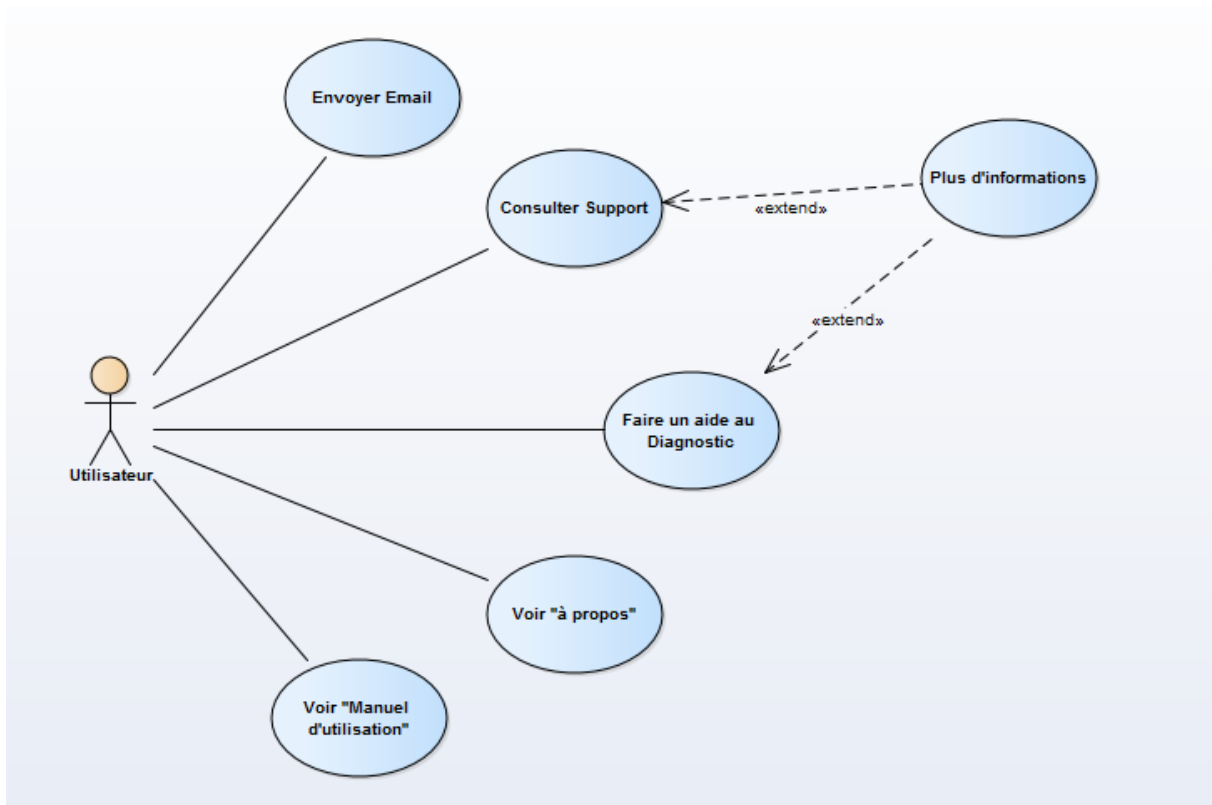 Envoyer Email
Plus d'informations
Consulter Support
«extend»
«extend»
Faire un aide au
Diagnostic
Utilisateur
Voir "à propos"
Voir "Manuel
d'utilisation"